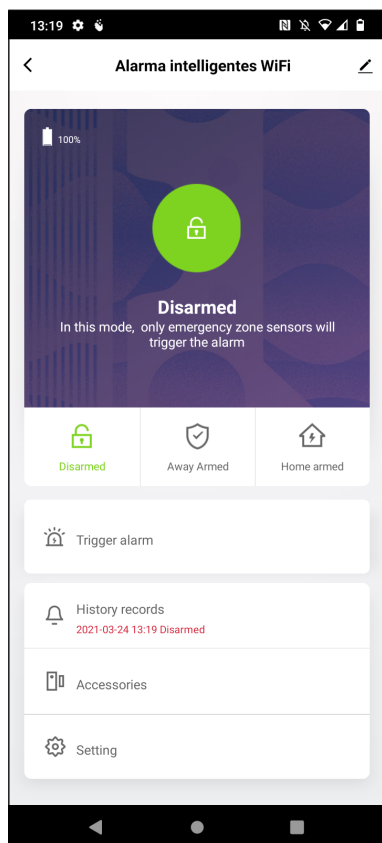 13:19
Alarma intelligentes WiFi
100%
Disarmed
In this mode, only emergency zone sensors will
trigger the alarm
Disarmed
Away Armed
Home armed
Trigger alarm
History records
2021-03-24 13:19 Disarmed
Accessories
Setting